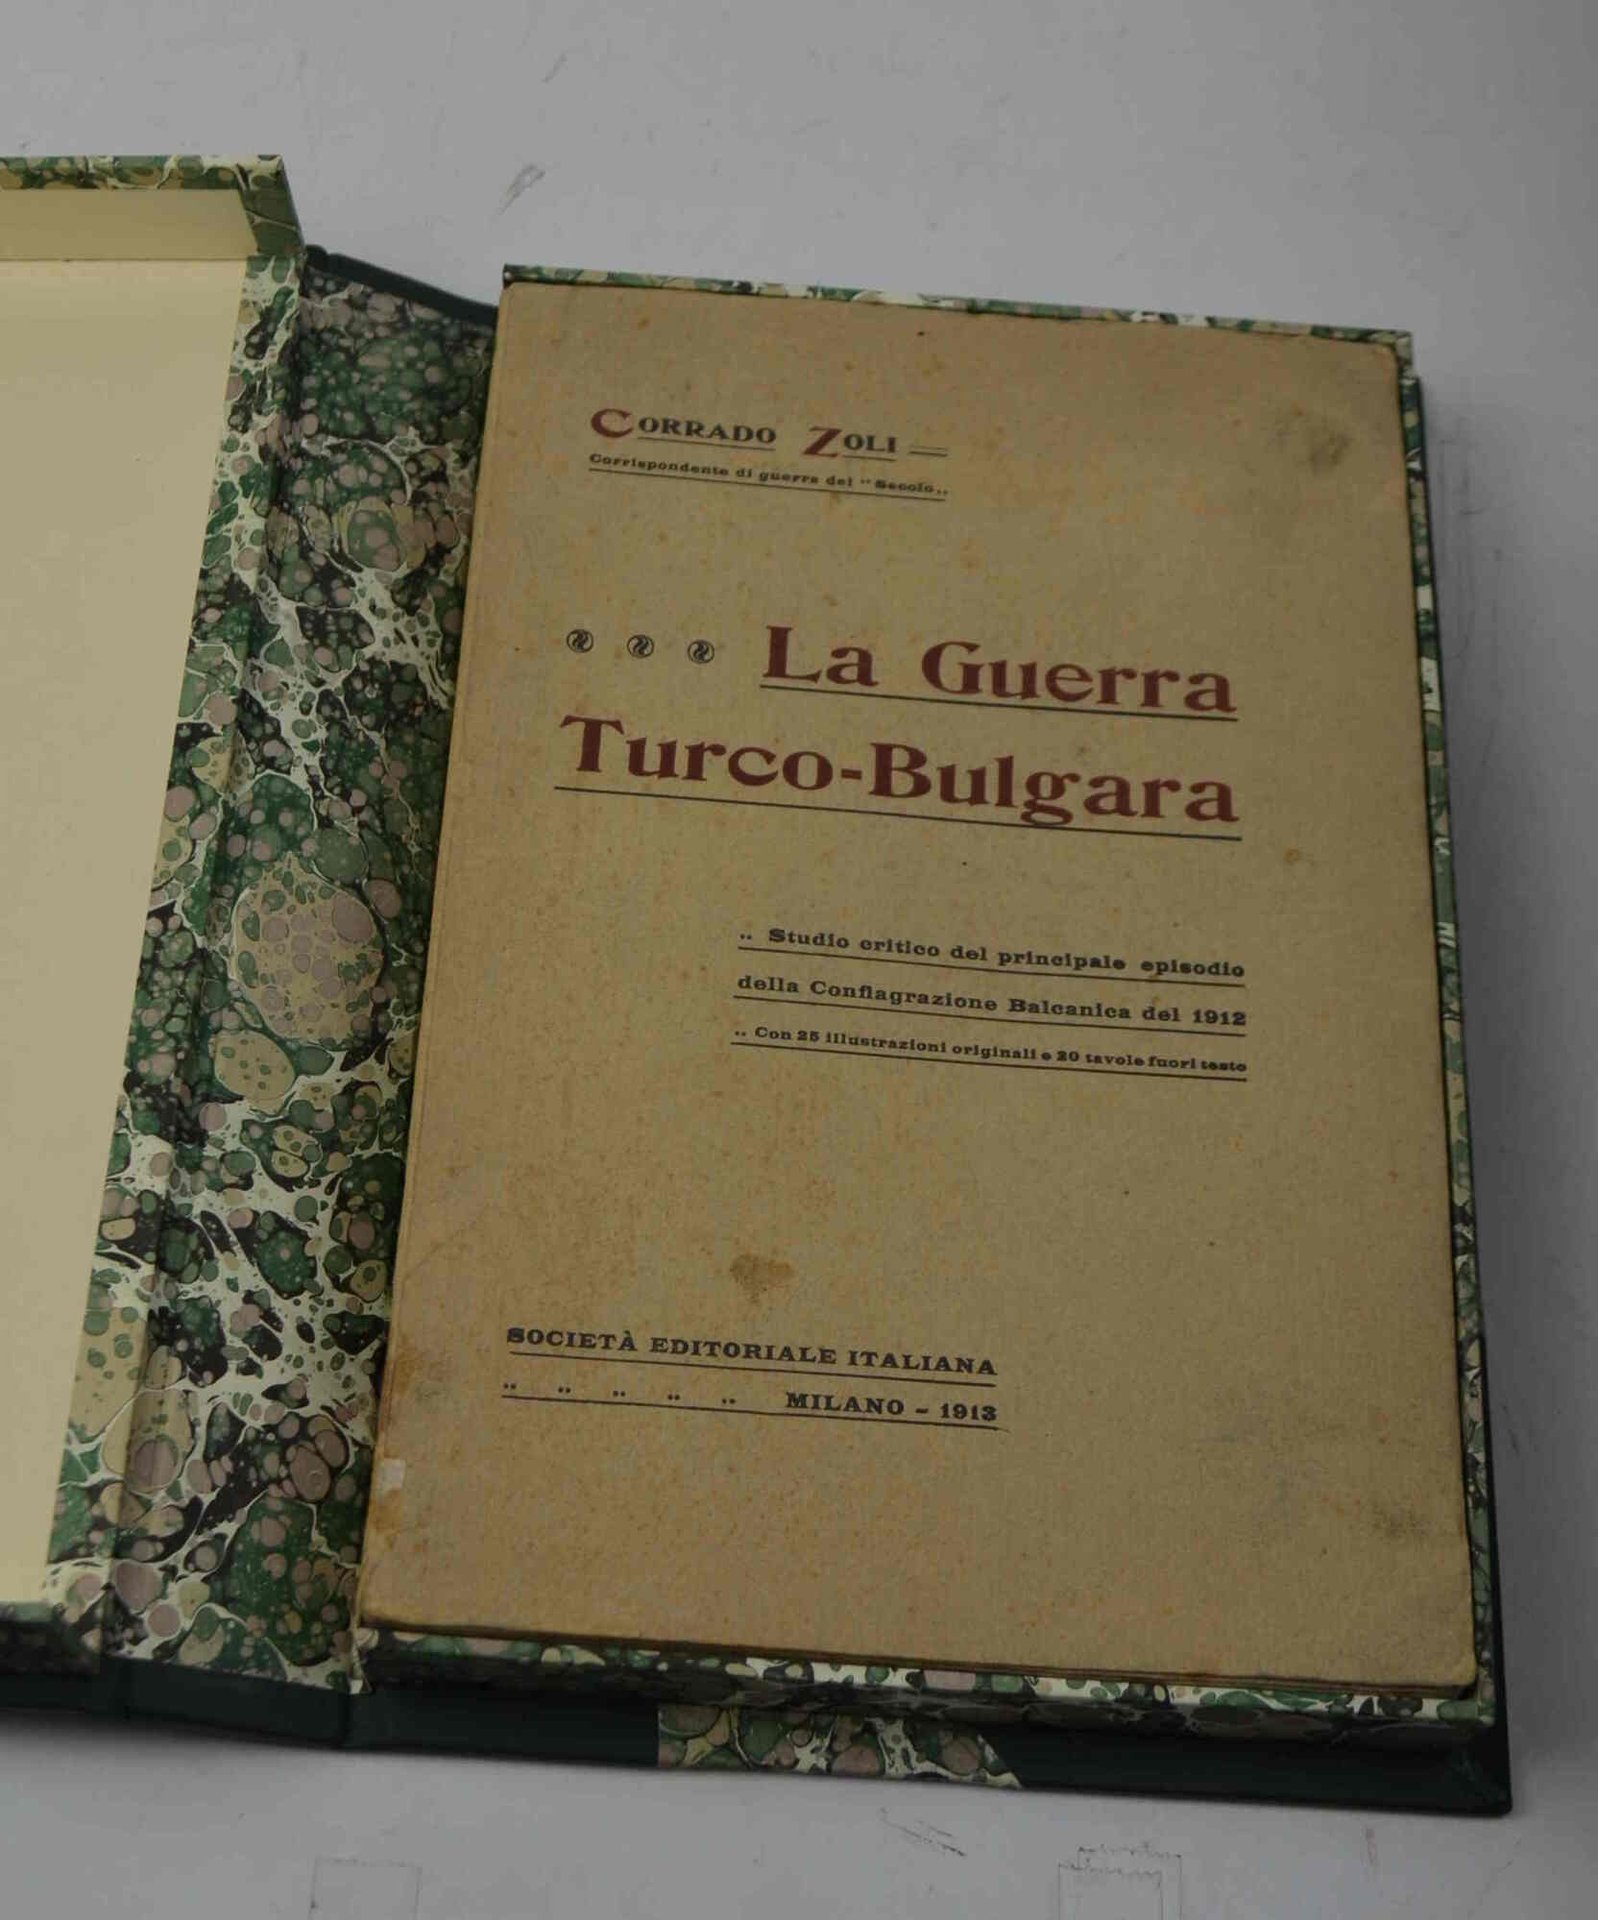 CORRADO ZOLI
Corrispondente di guerra del "Secolo„
La Guerra
Turco-Bulgara
„ Studio critico del principale episodio
della Conflagrazione Balcanica del 1912
„ Con 25 illustrazioni originali e 20 tavole fuori testo
SOCIETÀ EDITORIALE ITALIANA
„ „ „ „ „ MILANO - 1913